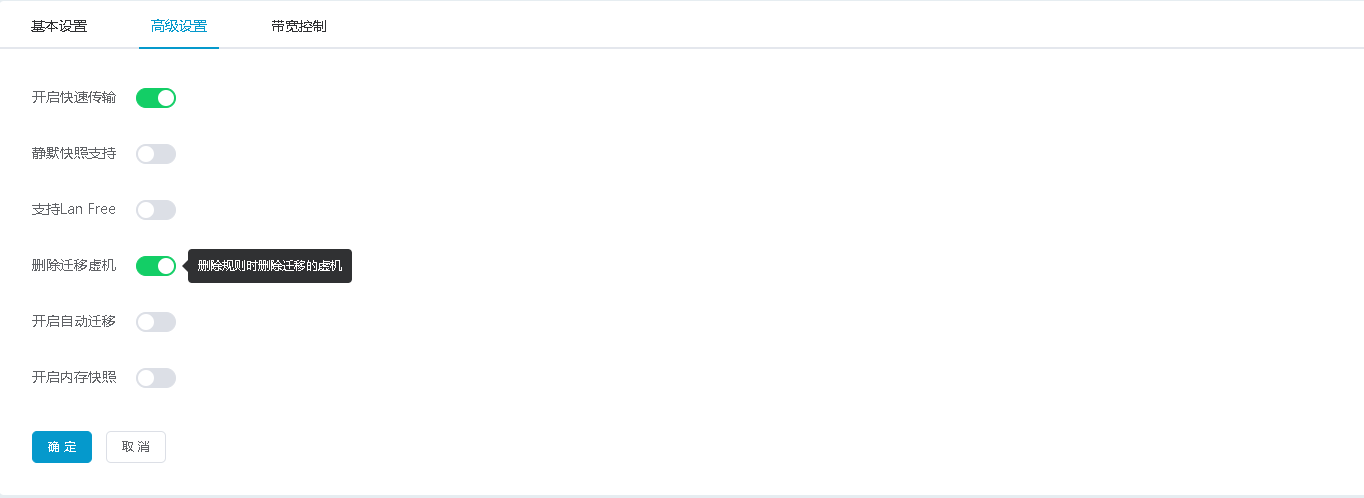 基本设置
高级设置
带宽控制
开启快速传输
静默快照支持
支持Lan Free
删除迁移虚机
删除规则时删除迁移的虚机
开启自动迁移
开启内存快照
确 定
取 消